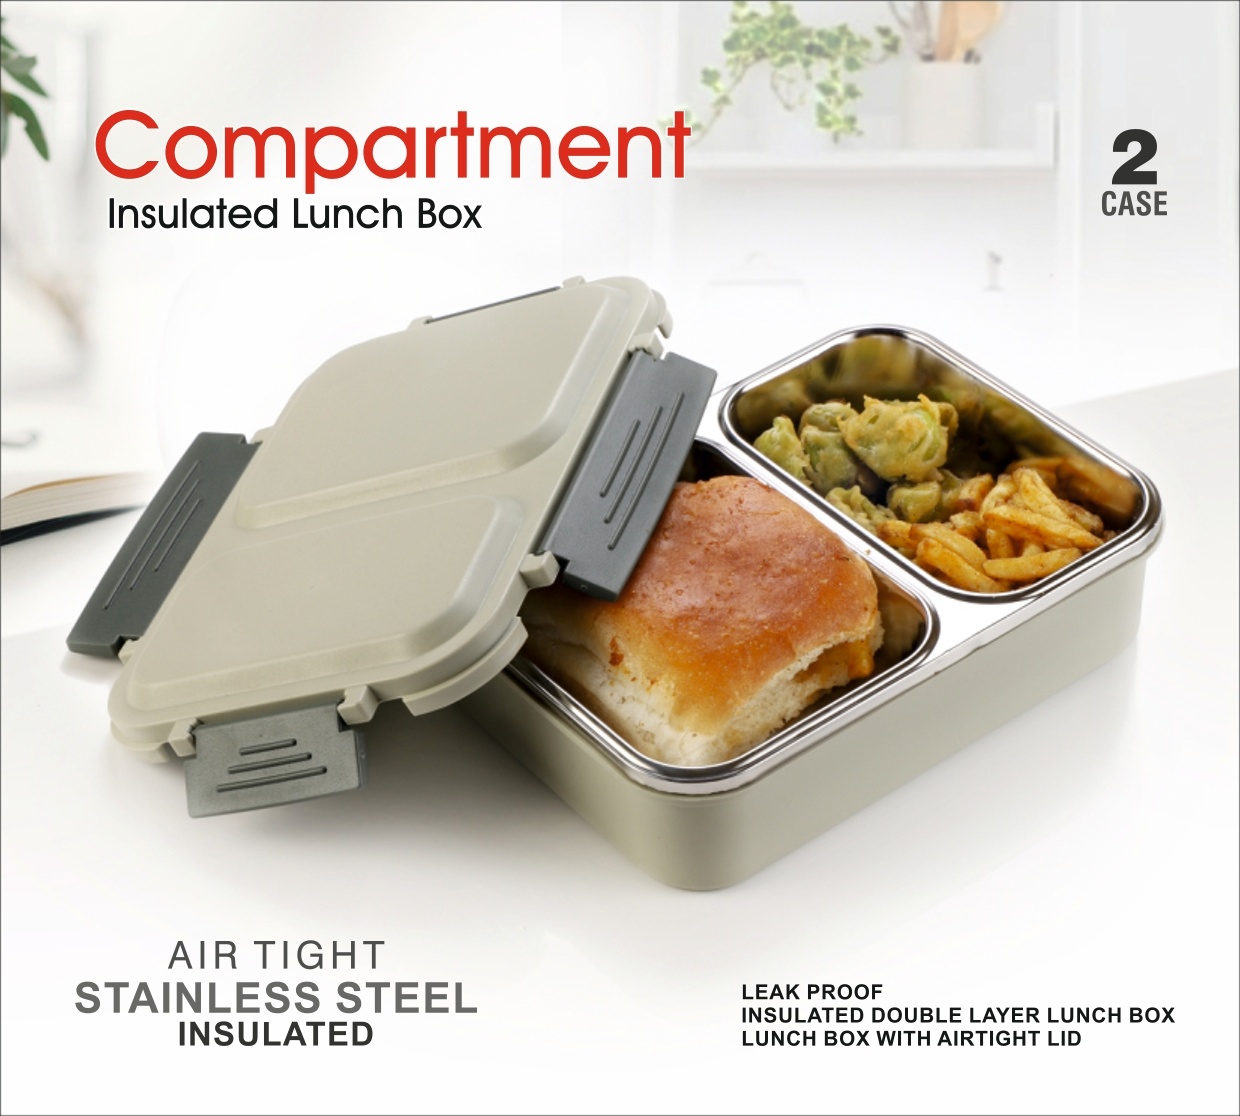 Compartment
Insulated Lunch Box
2
CASE
AIR TIGHT
STAINLESS STEEL
INSULATED
LEAK PROOF
INSULATED DOUBLE LAYER LUNCH BOX
LUNCH BOX WITH AIRTIGHT LID